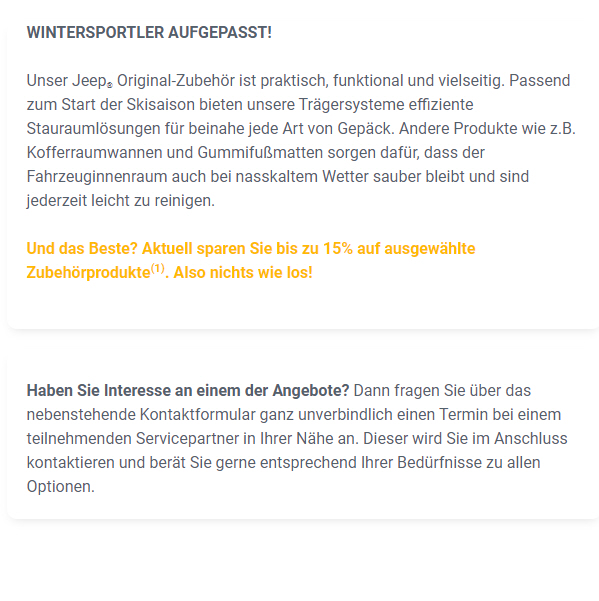 WINTERSPORTLER AUFGEPASST!
Unser Jeep® Original-Zubehör ist praktisch, funktional und vielseitig. Passend
zum Start der Skisaison bieten unsere Trägersysteme effiziente
Stauraumlösungen für beinahe jede Art von Gepäck. Andere Produkte wie z.B.
Kofferraumwannen und Gummifußmatten sorgen dafür, dass der
Fahrzeuginnenraum auch bei nasskaltem Wetter sauber bleibt und sind
jederzeit leicht zu reinigen.
Und das Beste? Aktuell sparen Sie bis zu 15% auf ausgewählte
Zubehörprodukte(1). Also nichts wie los!
Haben Sie Interesse an einem der Angebote? Dann fragen Sie über das
nebenstehende Kontaktformular ganz unverbindlich einen Termin bei einem
teilnehmenden Servicepartner in Ihrer Nähe an. Dieser wird Sie im Anschluss
kontaktieren und berät Sie gerne entsprechend Ihrer Bedürfnisse zu allen
Optionen.